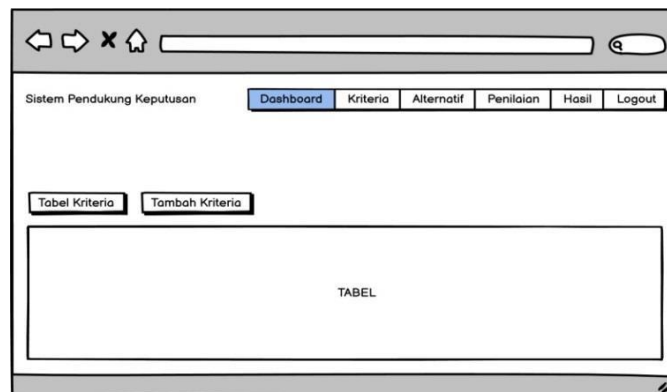 Sistem Pendukung Keputusan
Dashboard Kriteria Alternatif Penilaian Hasil Logout
Tabel Kriteria Tambah Kriteria
TABEL